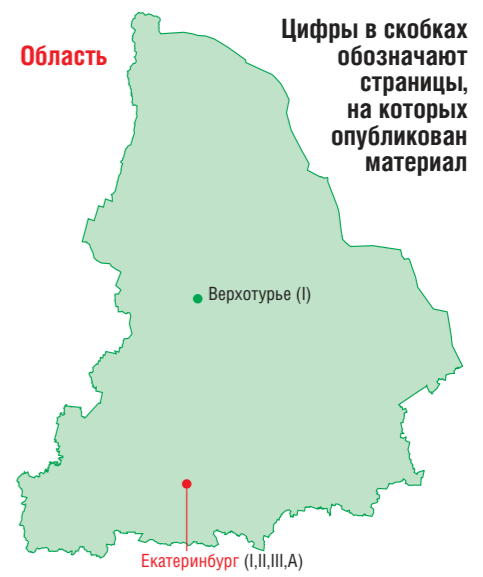 Область
Цифры в скобках
обозначают
страницы,
на которых
опубликован
материал
Верхотурье (I)
Екатеринбург (I,II,III,А)